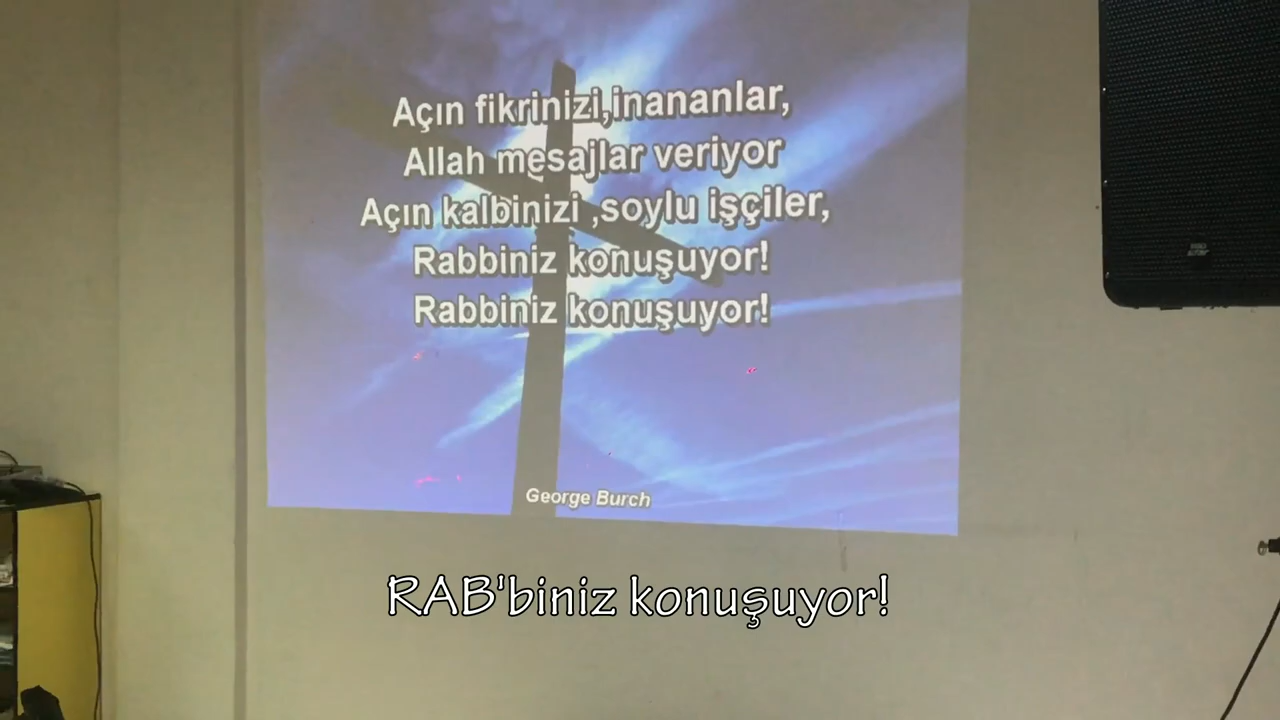 Açın fikrinizi,inananlar,
Allah mesajlar veriyor
Açın kalbinizi ,soylu işçiler,
Rabbiniz konuşuyor!
Rabbiniz konuşuyor!
George Burch
RAB'biniz konuşuyor!